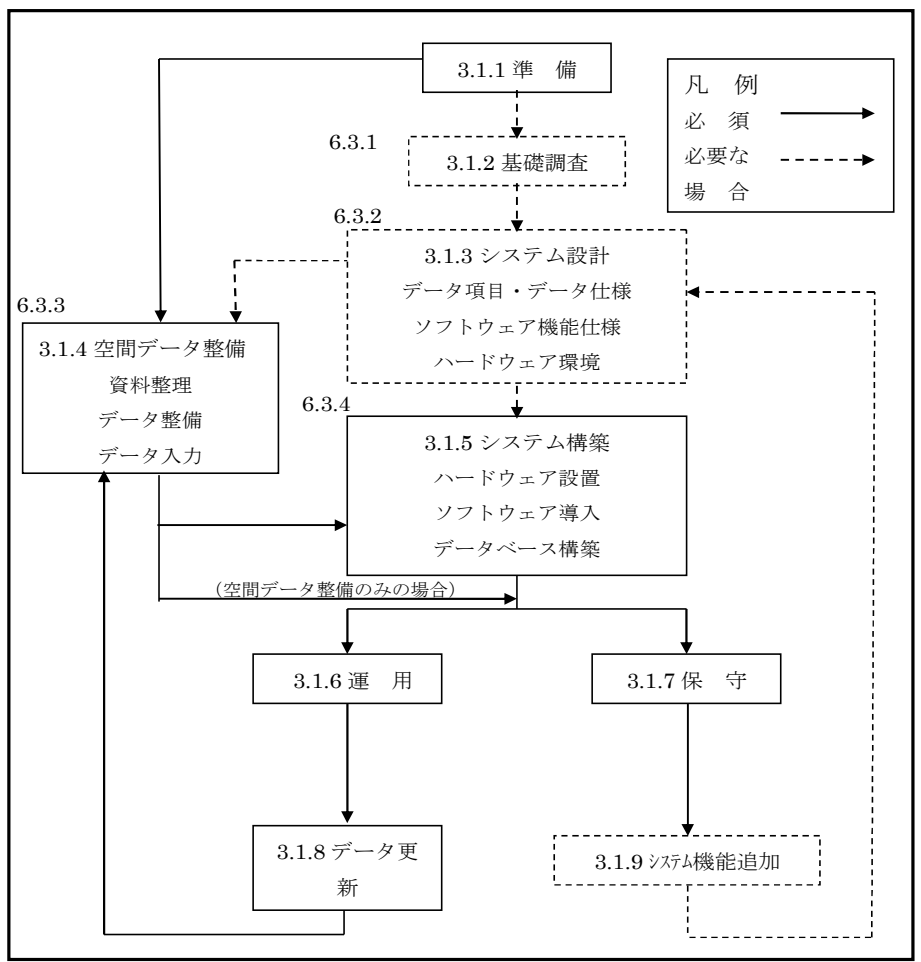 3.1.1 準　備
凡　例
必　須
必要な
場　合
6.3.1
3.1.2 基礎調査
6.3.2
3.1.3 システム設計
データ項目・データ仕様
ソフトウェア機能仕様
ハードウェア環境
6.3.3
3.1.4 空間データ整備
資料整理
データ整備
データ入力
6.3.4
3.1.5 システム構築
ハードウェア設置
ソフトウェア導入
データベース構築
（空間データ整備のみの場合）
3.1.6 運　用
3.1.7 保　守
3.1.8 データ更
新
3.1.9 ｼｽﾃﾑ機能追加